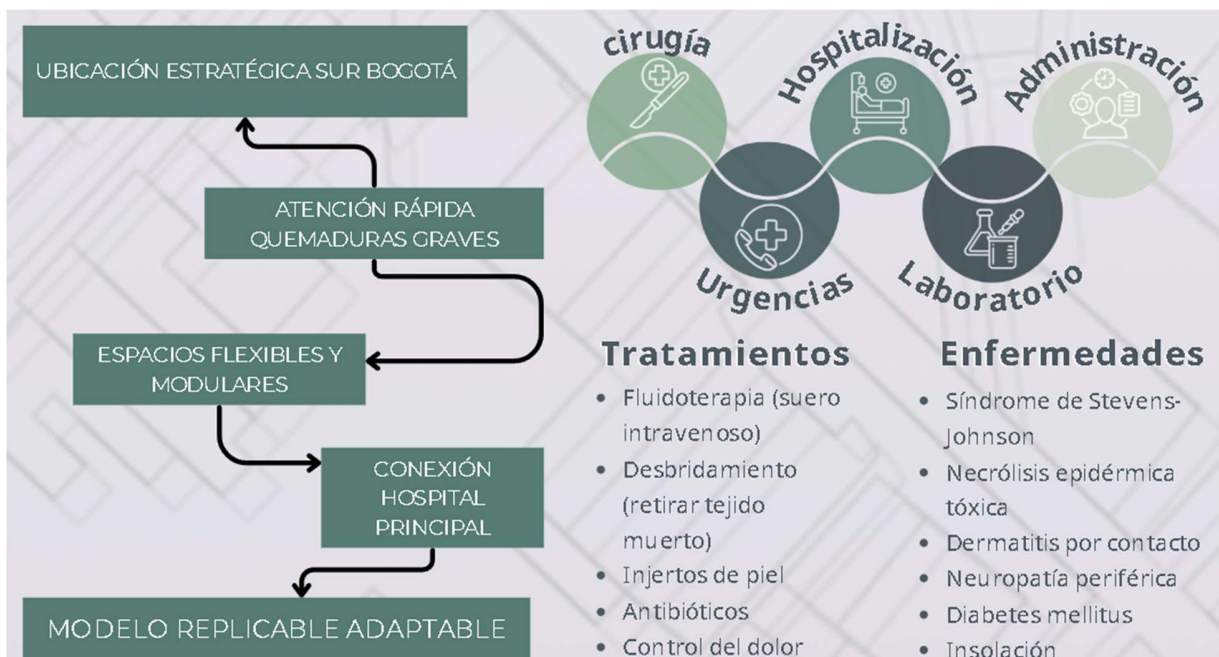 UBICACIÓN ESTRATÉGICA SUR BOGOTÁ
ATENCIÓN RÁPIDA
QUEMADURAS GRAVES
ESPACIOS FLEXIBLES Y
MODULARES
CONEXIÓN
HOSPITAL
PRINCIPAL
MODELO REPLICABLE ADAPTABLE
cirugía
Hospitalización
Administración
Urgencias
Laboratorio
Tratamientos
• Fluidoterapia (suero
intravenoso)
• Desbridamiento
(retirar tejido
muerto)
• Injertos de piel
• Antibióticos
• Control del dolor
Enfermedades
• Síndrome de Stevens-
Johnson
• Necrólisis epidérmica
tóxica
• Dermatitis por contacto
• Neuropatía periférica
• Diabetes mellitus
• Insolación